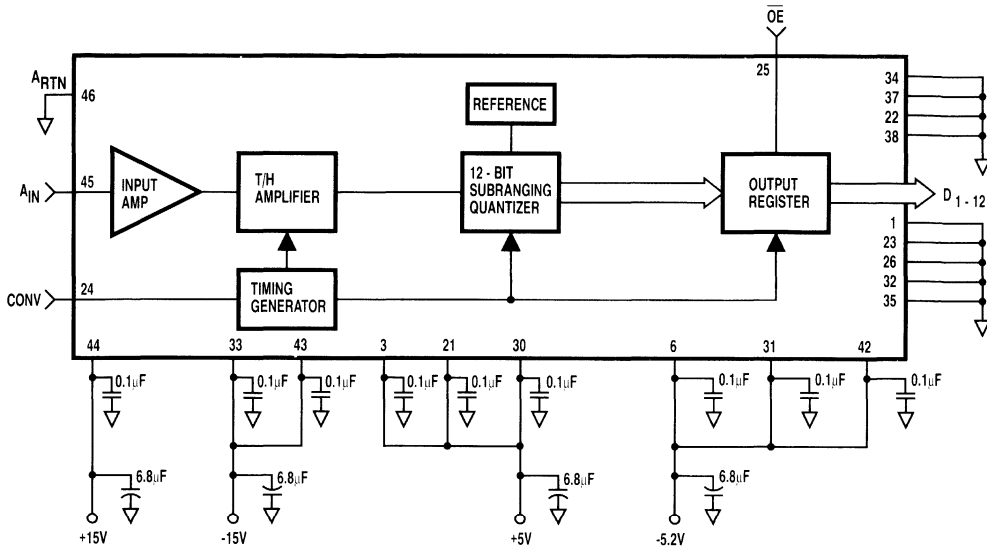 OE
25
34
37
22
38
A RTN
46
REFERENCE
A IN
45
INPUT
AMP
T/H
AMPLIFIER
12 - BIT
SUBRANGING
QUANTIZER
OUTPUT
REGISTER
D 1 - 12
1
23
26
32
35
CONV
24
TIMING
GENERATOR
44
33
43
3
21
30
6
31
42
0.1µF
0.1µF
0.1µF
0.1µF
0.1µF
0.1µF
0.1µF
0.1µF
0.1µF
6.8µF
6.8µF
6.8µF
6.8µF
+15V
-15V
+5V
-5.2V